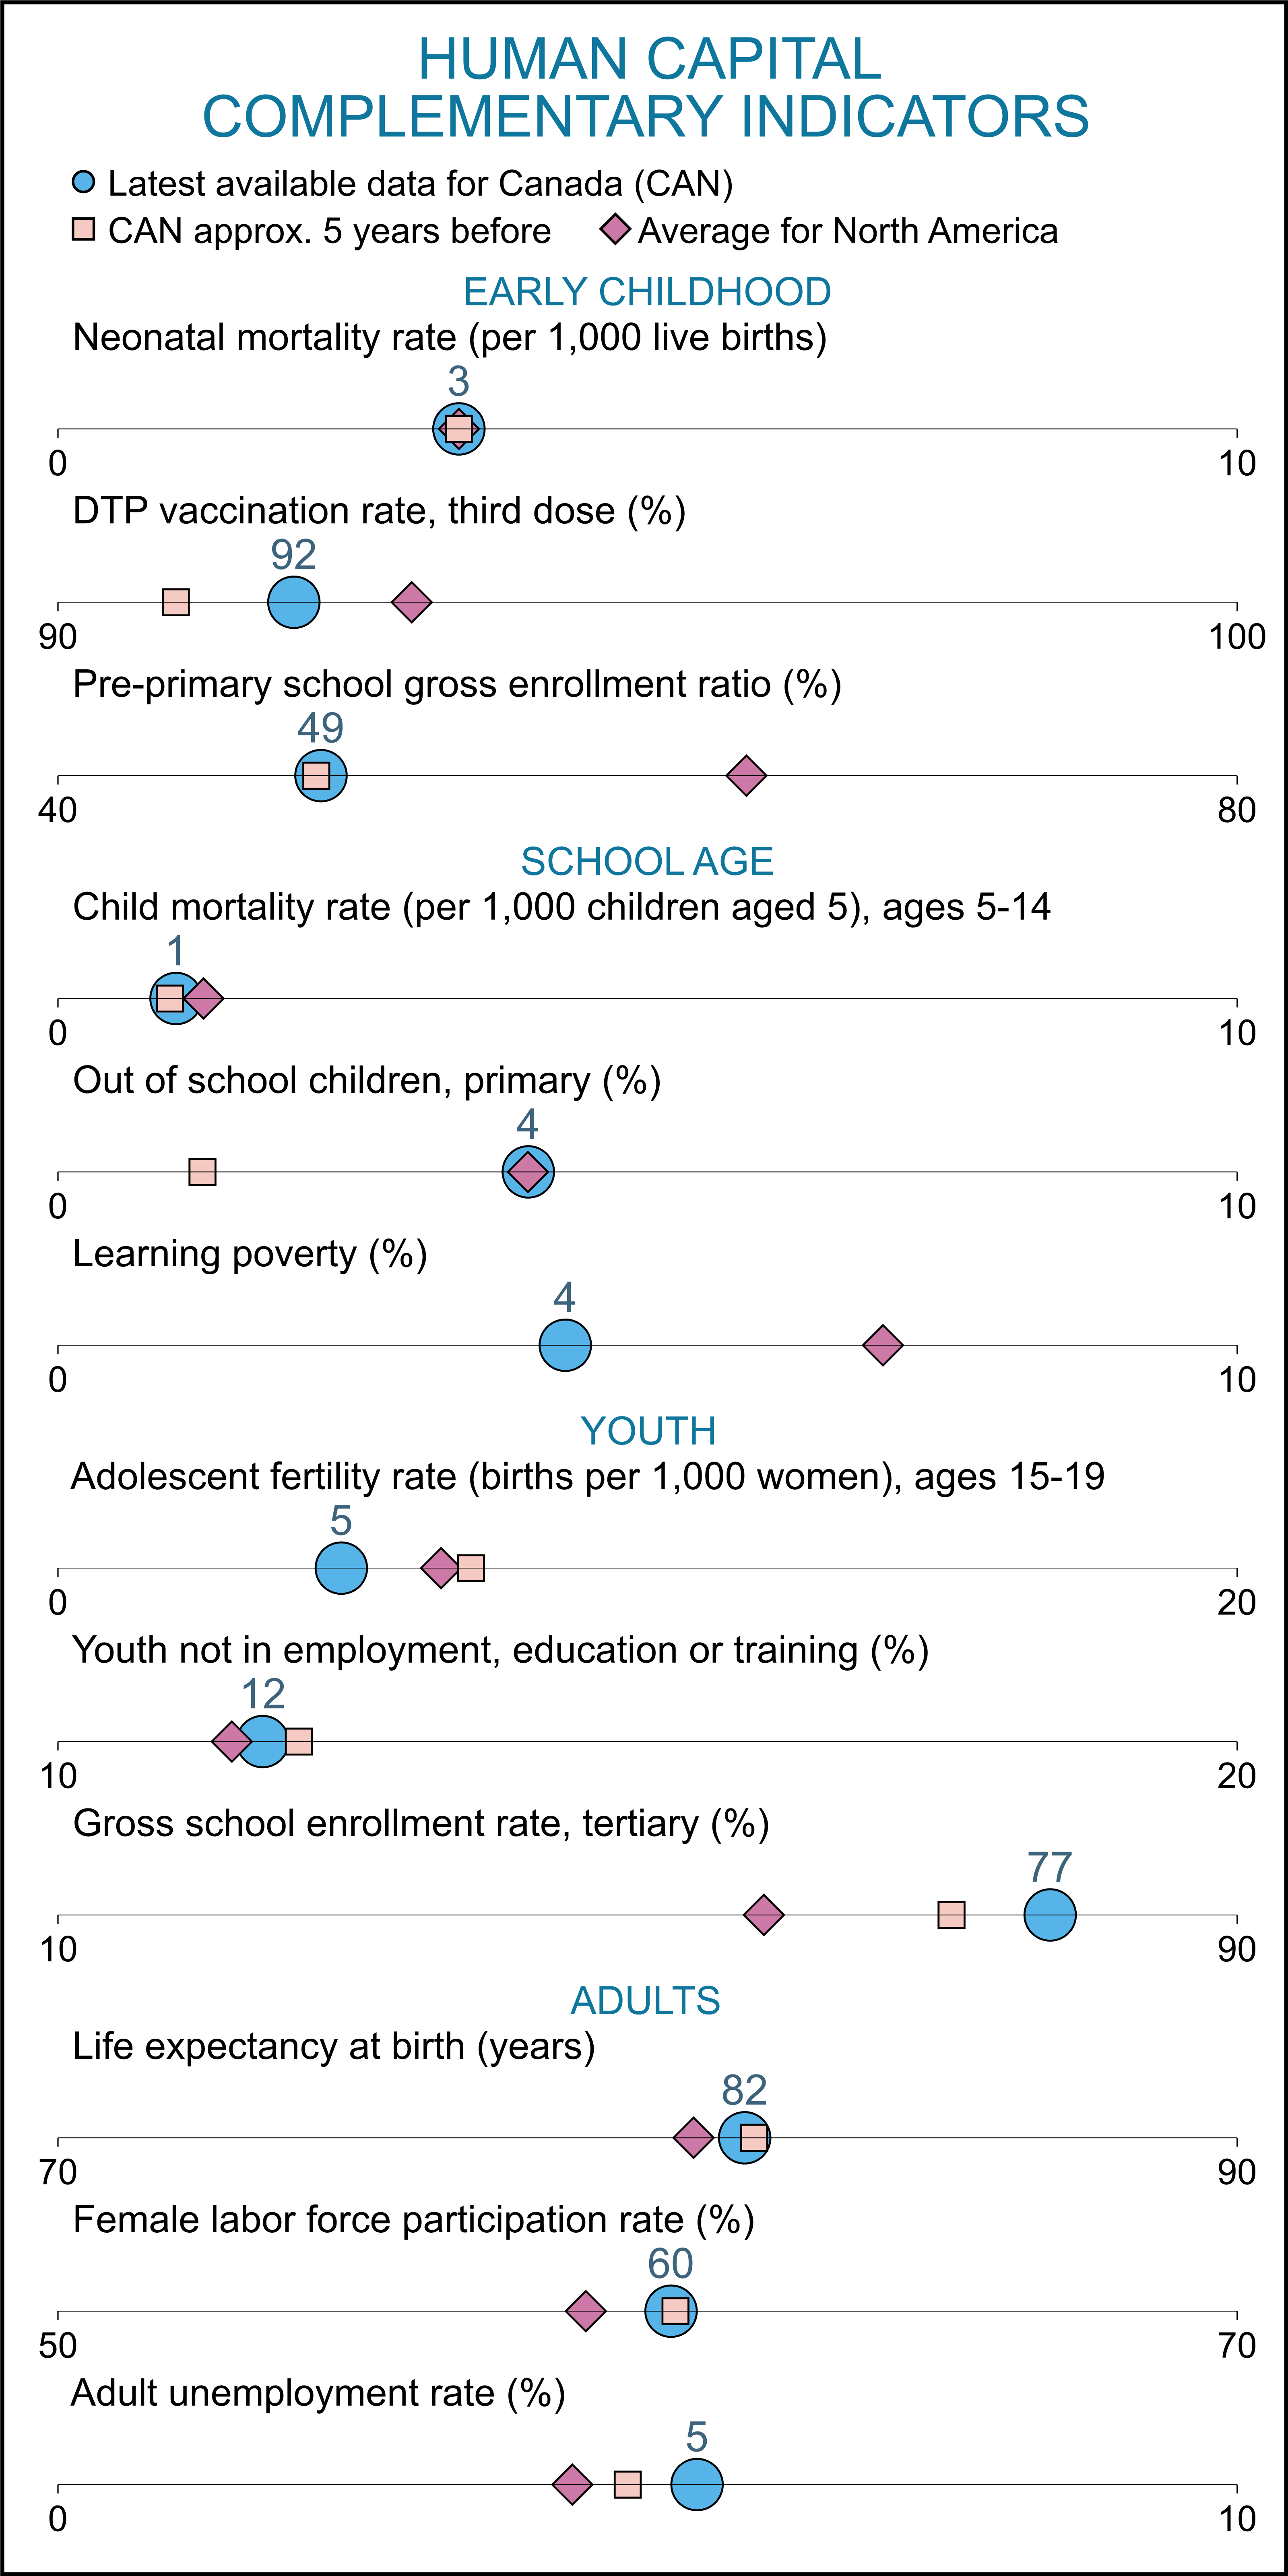 HUMAN CAPITAL
COMPLEMENTARY INDICATORS
Latest available data for Canada (CAN)
CAN approx. 5 years before Average for North America
EARLY CHILDHOOD
Neonatal mortality rate (per 1,000 live births)
3
0 10
DTP vaccination rate, third dose (%)
92
90 100
Pre-primary school gross enrollment ratio (%)
49
40 80
SCHOOL AGE
Child mortality rate (per 1,000 children aged 5), ages 5-14
1
0 10
Out of school children, primary (%)
4
0 10
Learning poverty (%)
4
0 10
YOUTH
Adolescent fertility rate (births per 1,000 women), ages 15-19
5
0 20
Youth not in employment, education or training (%)
12
10 20
Gross school enrollment rate, tertiary (%)
77
10 90
ADULTS
Life expectancy at birth (years)
82
70 90
Female labor force participation rate (%)
60
50 70
Adult unemployment rate (%)
5
0 10